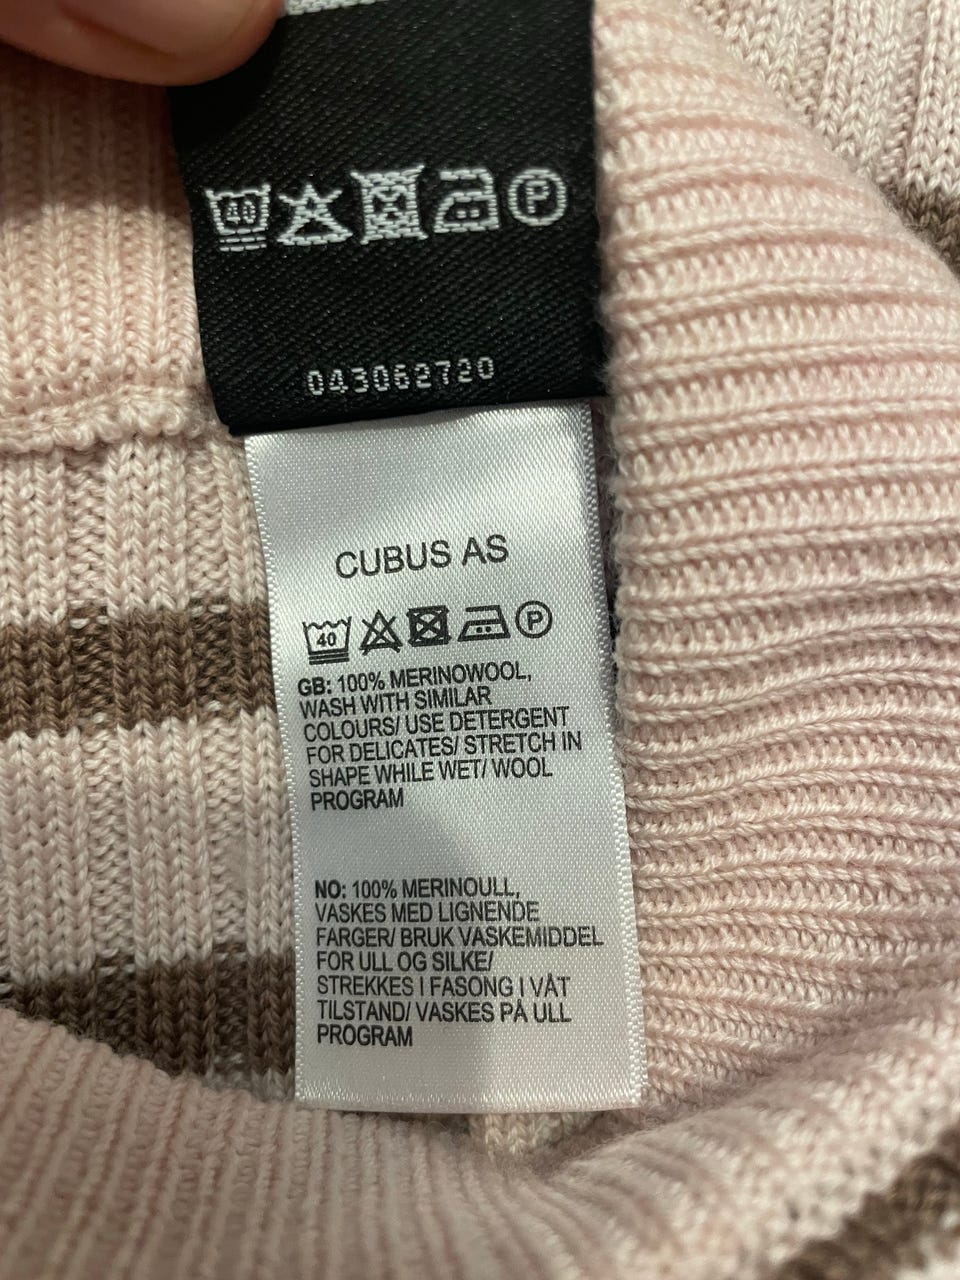 40 P
043062720
CUBUS AS
40 P
GB: 100% MERINOWOOL,
WASH WITH SIMILAR
COLOURS/ USE DETERGENT
FOR DELICATES/ STRETCH IN
SHAPE WHILE WET/ WOOL
PROGRAM
NO: 100% MERINOULL,
VASKES MED LIGNENDE
FARGER/ BRUK VASKEMIDDEL
FOR ULL OG SILKE/
STREKKES I FASONG I VÅT
TILSTAND/ VASKES PÅ ULL
PROGRAM